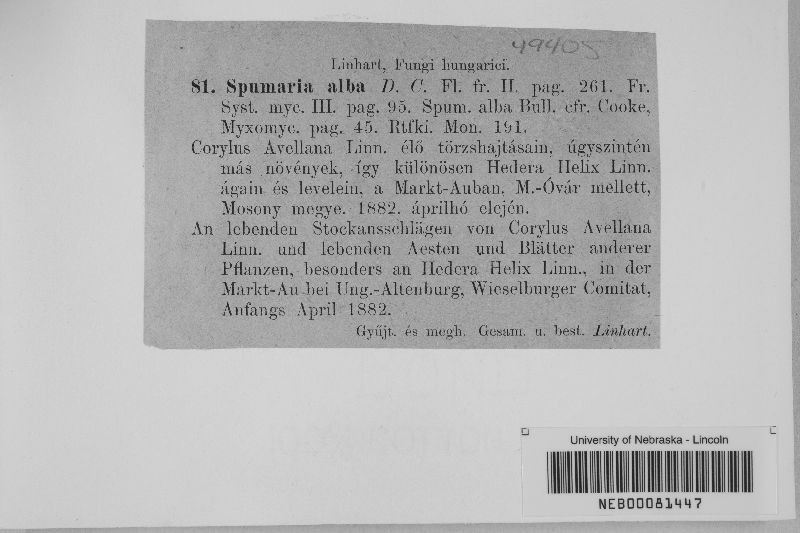 49405
Linhart, Fungi hungarici.
81. Spumaria alba D. C. Fl. fr. II. pag. 261. Fr.
Syst. myc. III. pag. 95. Spum. alba Bull. cfr. Cooke,
Myxomyc. pag. 45. Rtfki. Mon. 191.
Corylus Avellana Linn. élő törzshajtásain, úgyszintén
más növények, így különösen Hedera Helix Linn.
ágain és levelein, a Markt-Auban, M.-Óvár mellett,
Mosony megye. 1882. áprilhó elején.
An lebenden Stockansschlägen von Corylus Avellana
Linn. und lebenden Aesten und Blätter anderer
Pflanzen, besonders an Hedera Helix Linn., in der
Markt-Au bei Ung.-Altenburg, Wieselburger Comitat,
Anfangs April 1882.
Gyűjt. és megh. Gesam. u. best. Linhart.
University of Nebraska - Lincoln
NEB00081447